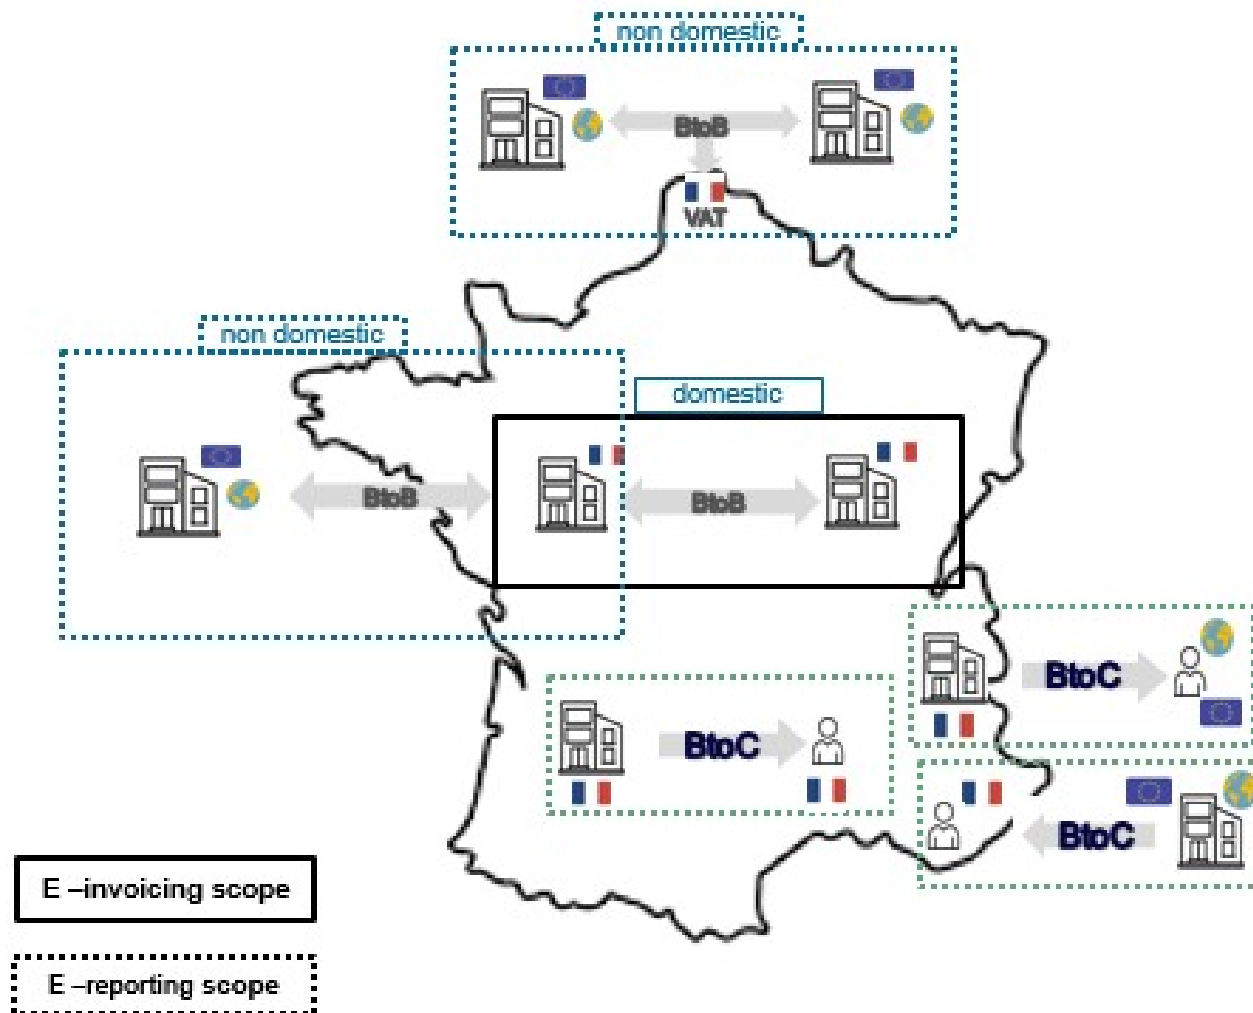 non domestic
BtoB
VAT
non domestic
domestic
BtoB
BtoB
BtoC
BtoC
BtoC
E –invoicing scope
E –reporting scope